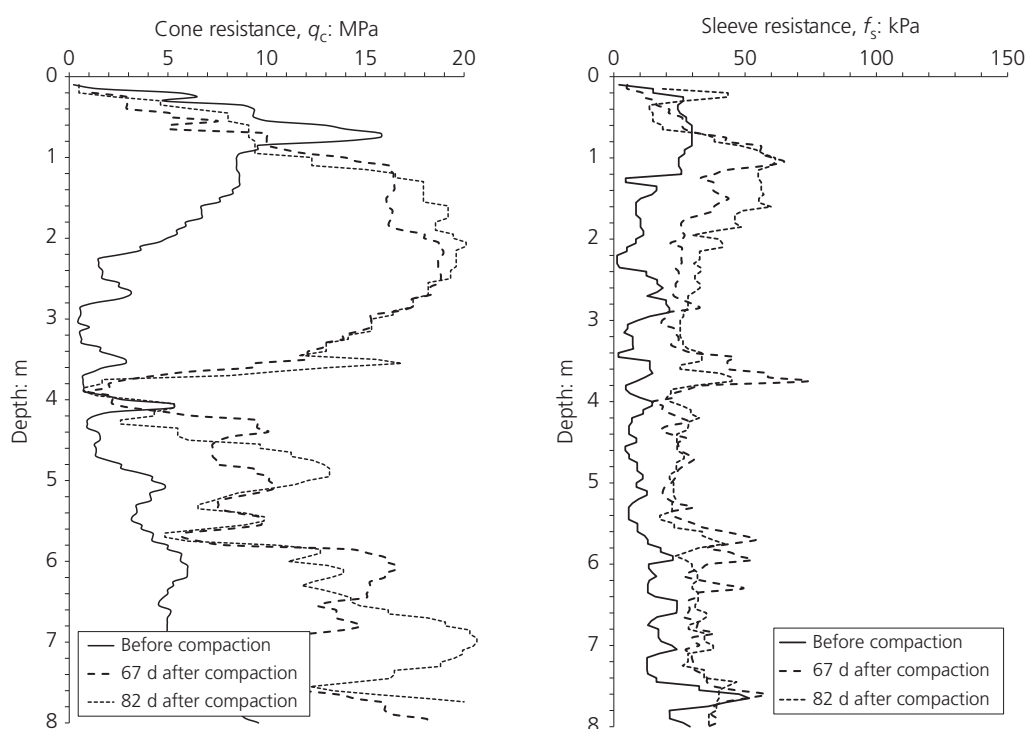 Cone resistance, qc: MPa
0 5 10 15 20
0
1
2
3
4
5
6
7
8
Depth: m
Before compaction
67 d after compaction
82 d after compaction
Sleeve resistance, fs: kPa
0 50 100 150
0
1
2
3
4
5
6
7
8
Depth: m
Before compaction
67 d after compaction
82 d after compaction